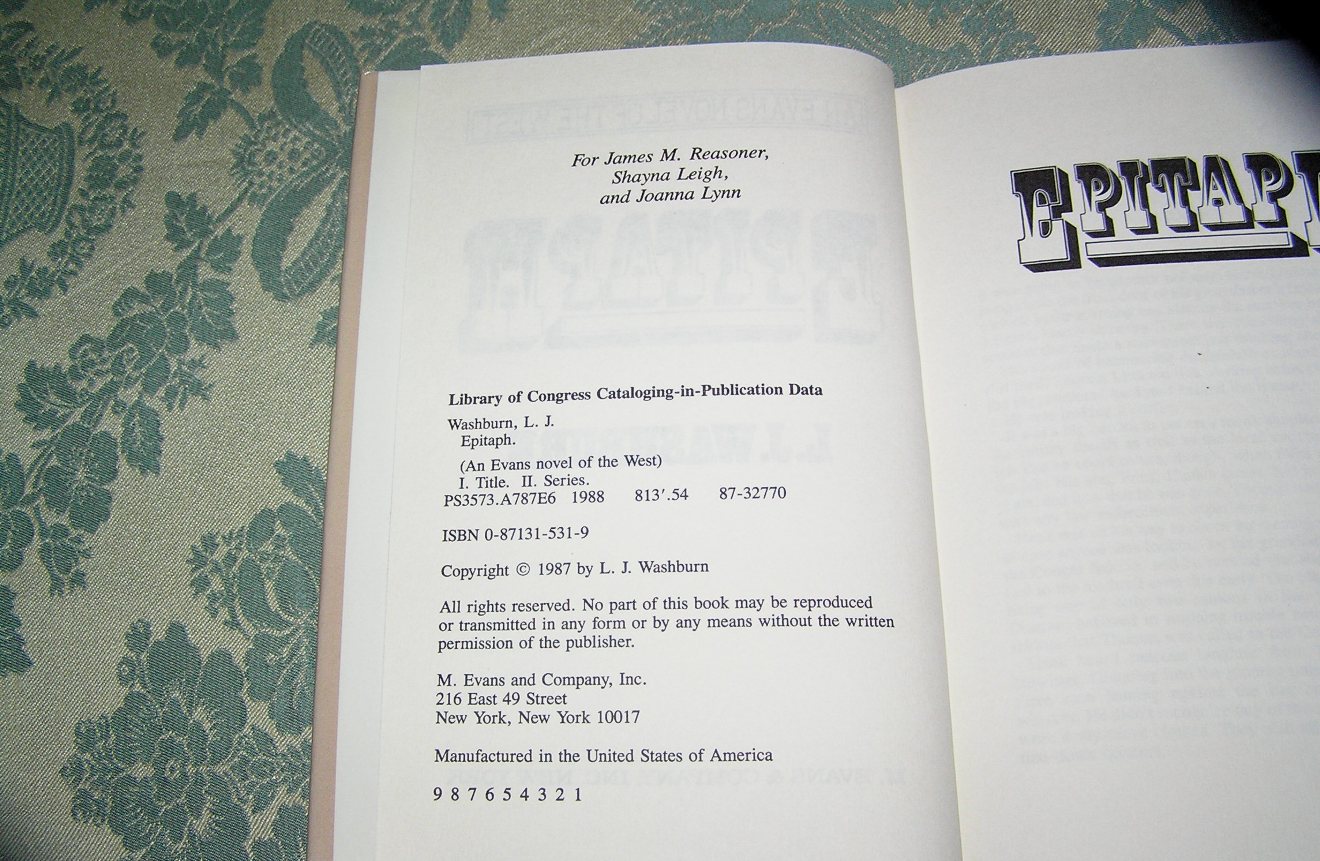 For James M. Reasoner,
Shayna Leigh,
and Joanna Lynn
Library of Congress Cataloging-in-Publication Data
Washburn, L. J.
Epitaph.
(An Evans novel of the West)
I. Title. II. Series.
PS3573.A787E6 1988 813′.54 87-32770
ISBN 0-87131-531-9
Copyright © 1987 by L. J. Washburn
All rights reserved. No part of this book may be reproduced
or transmitted in any form or by any means without the written
permission of the publisher.
M. Evans and Company, Inc.
216 East 49 Street
New York, New York 10017
Manufactured in the United States of America
9 8 7 6 5 4 3 2 1
EPITAP